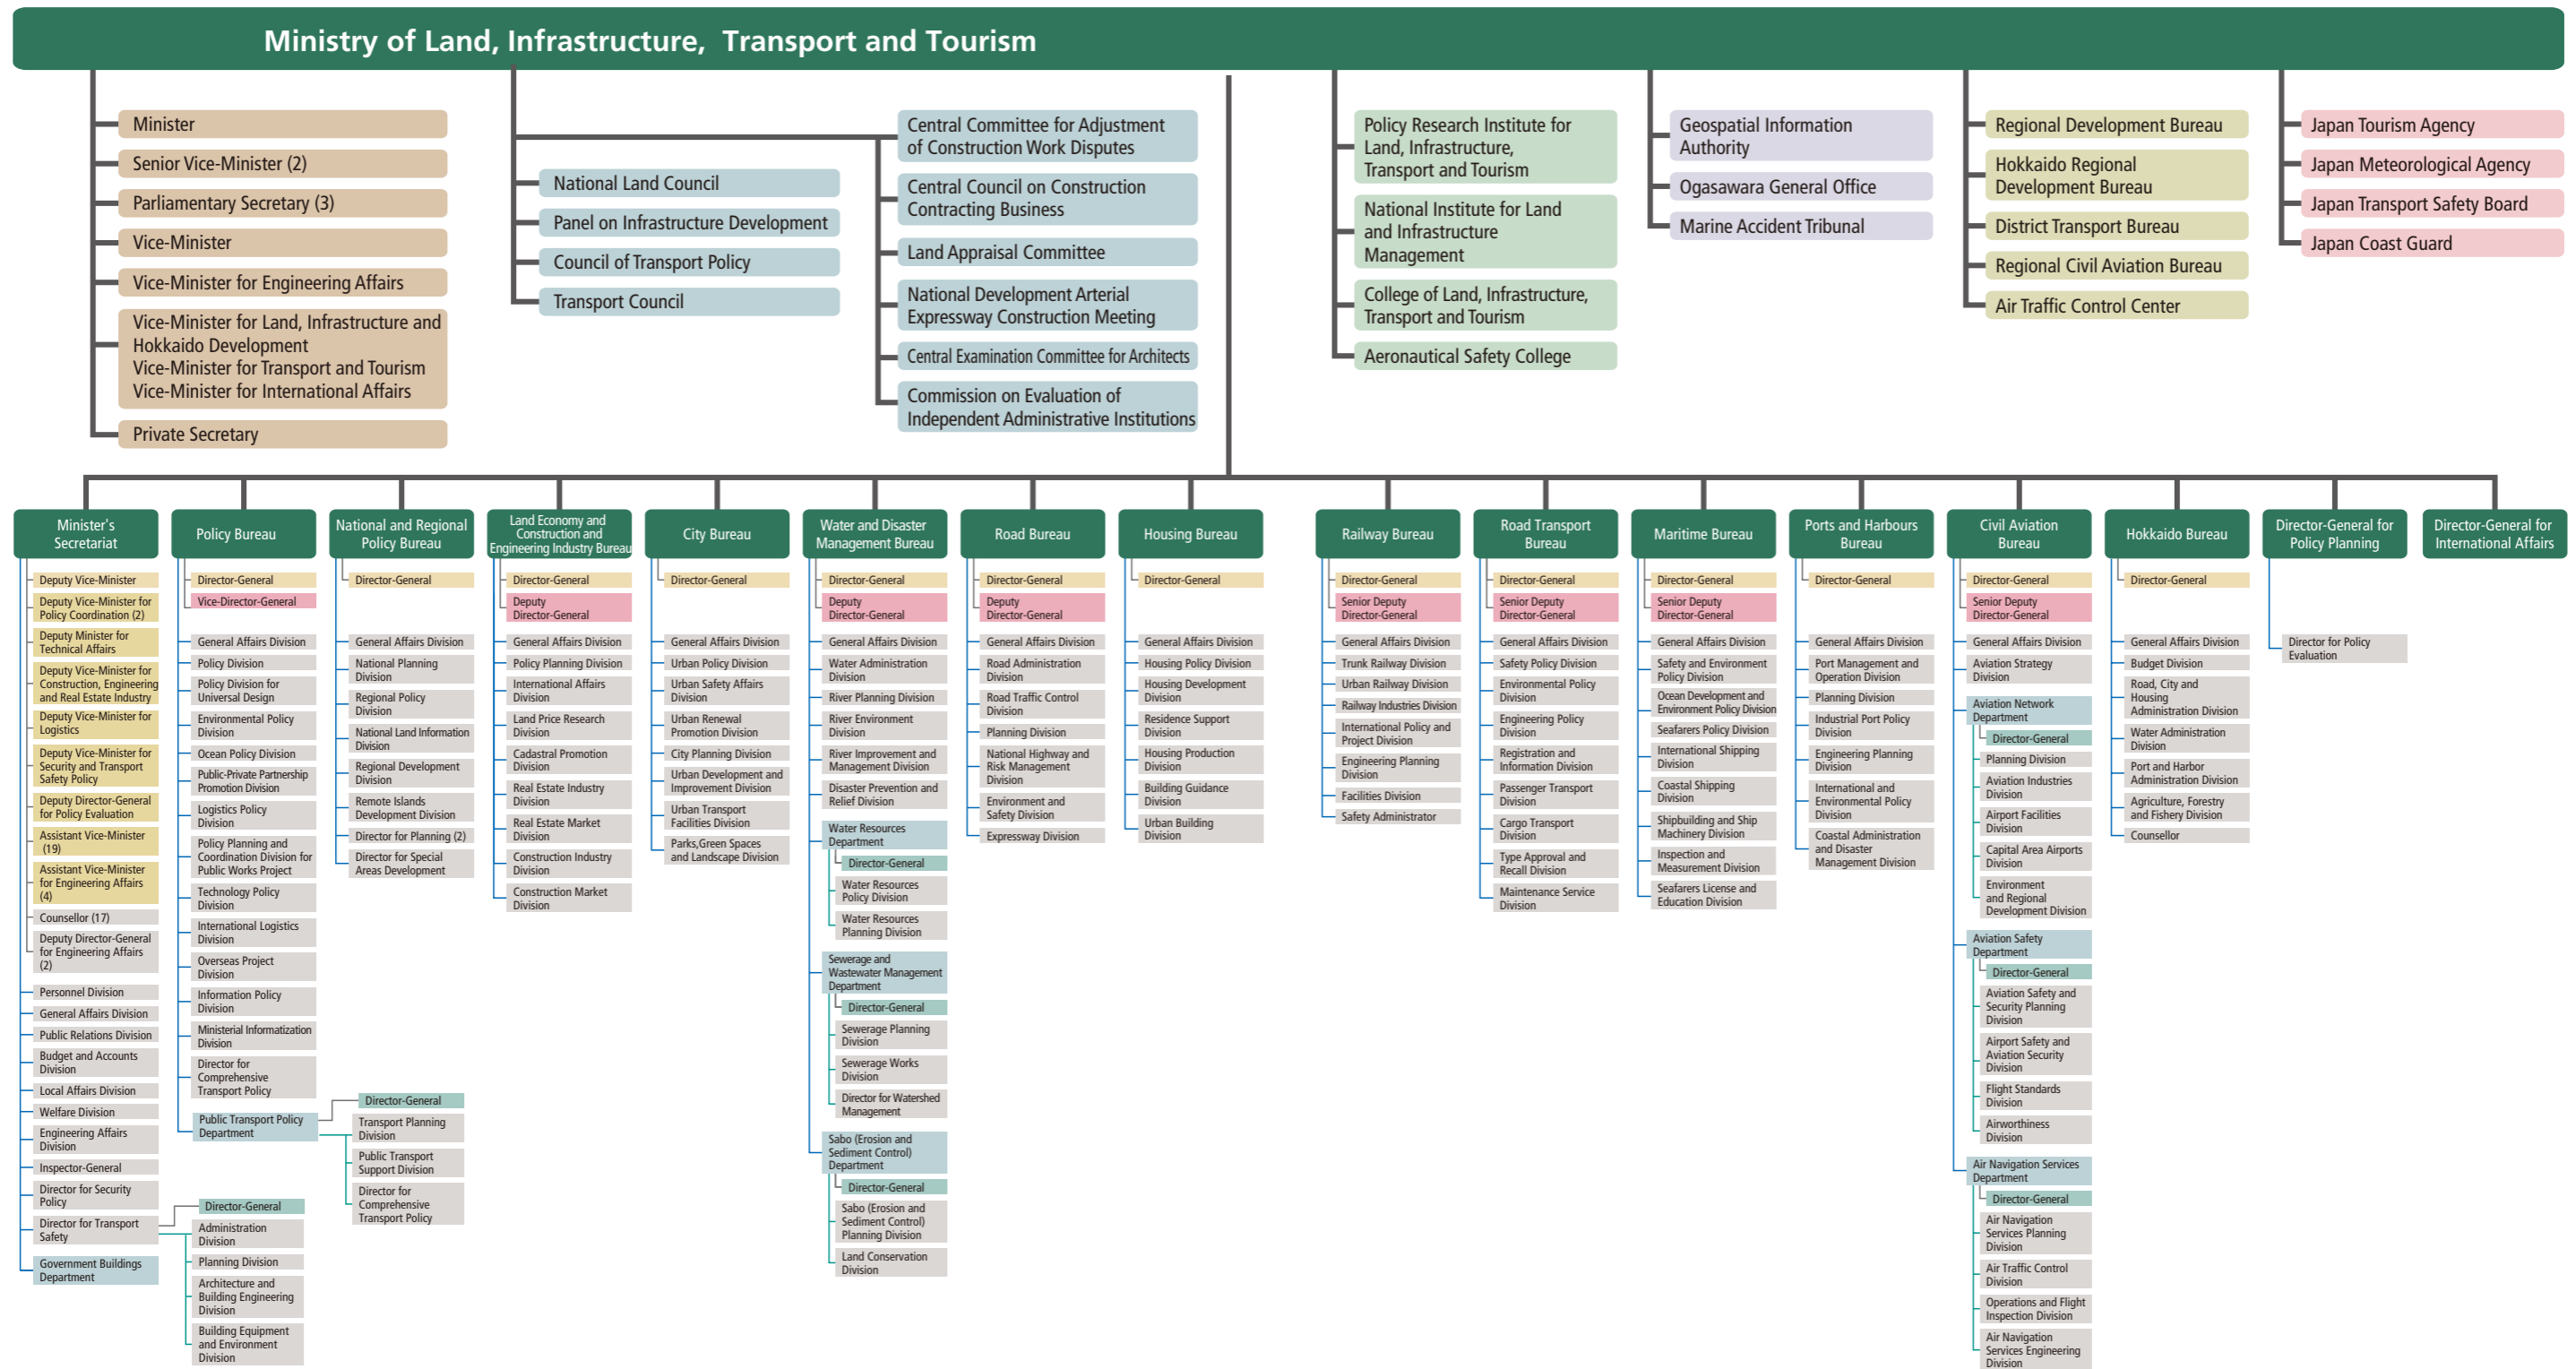 Ministry of Land, Infrastructure, Transport and Tourism
Minister
Senior Vice-Minister (2)
Parliamentary Secretary (3)
Vice-Minister
Vice-Minister for Engineering Affairs
Vice-Minister for Land, Infrastructure and
Hokkaido Development
Vice-Minister for Transport and Tourism
Vice-Minister for International Affairs
Private Secretary
National Land Council
Panel on Infrastructure Development
Council of Transport Policy
Transport Council
Central Committee for Adjustment
of Construction Work Disputes
Central Council on Construction
Contracting Business
Land Appraisal Committee
National Development Arterial
Expressway Construction Meeting
Central Examination Committee for Architects
Commission on Evaluation of
Independent Administrative Institutions
Policy Research Institute for
Land, Infrastructure,
Transport and Tourism
National Institute for Land
and Infrastructure
Management
College of Land, Infrastructure,
Transport and Tourism
Aeronautical Safety College
Geospatial Information
Authority
Ogasawara General Office
Marine Accident Tribunal
Regional Development Bureau
Hokkaido Regional
Development Bureau
District Transport Bureau
Regional Civil Aviation Bureau
Air Traffic Control Center
Japan Tourism Agency
Japan Meteorological Agency
Japan Transport Safety Board
Japan Coast Guard
Minister's
Secretariat
Deputy Vice-Minister
Deputy Vice-Minister for
Policy Coordination (2)
Deputy Minister for
Technical Affairs
Deputy Vice-Minister for
Construction, Engineering
and Real Estate Industry
Deputy Vice-Minister for
Logistics
Deputy Vice-Minister for
Security and Transport
Safety Policy
Deputy Director-General
for Policy Evaluation
Assistant Vice-Minister
(19)
Assistant Vice-Minister
for Engineering Affairs
(4)
Counsellor (17)
Deputy Director-General
for Engineering Affairs
(2)
Personnel Division
General Affairs Division
Public Relations Division
Budget and Accounts
Division
Local Affairs Division
Welfare Division
Engineering Affairs
Division
Inspector-General
Director for Security
Policy
Director for Transport
Safety
Government Buildings
Department
Director-General
Administration
Division
Planning Division
Architecture and
Building Engineering
Division
Building Equipment
and Environment
Division
Policy Bureau
Director-General
Vice-Director-General
General Affairs Division
Policy Division
Policy Division for
Universal Design
Environmental Policy
Division
Ocean Policy Division
Public-Private Partnership
Promotion Division
Logistics Policy
Division
Policy Planning and
Coordination Division for
Public Works Project
Technology Policy
Division
International Logistics
Division
Overseas Project
Division
Information Policy
Division
Ministerial Informatization
Division
Director for
Comprehensive
Transport Policy
Public Transport Policy
Department
Director-General
Transport Planning
Division
Public Transport
Support Division
Director for
Comprehensive
Transport Policy
National and Regional
Policy Bureau
Director-General
General Affairs Division
National Planning
Division
Regional Policy
Division
National Land Information
Division
Regional Development
Division
Remote Islands
Development Division
Director for Planning (2)
Director for Special
Areas Development
Land Economy and
Construction and
Engineering Industry Bureau
Director-General
Deputy
Director-General
General Affairs Division
Policy Planning Division
International Affairs
Division
Land Price Research
Division
Cadastral Promotion
Division
Real Estate Industry
Division
Real Estate Market
Division
Construction Industry
Division
Construction Market
Division
City Bureau
Director-General
General Affairs Division
Urban Policy Division
Urban Safety Affairs
Division
Urban Renewal
Promotion Division
City Planning Division
Urban Development and
Improvement Division
Urban Transport
Facilities Division
Parks,Green Spaces
and Landscape Division
Water and Disaster
Management Bureau
Director-General
Deputy
Director-General
General Affairs Division
Water Administration
Division
River Planning Division
River Environment
Division
River Improvement and
Management Division
Disaster Prevention and
Relief Division
Water Resources
Department
Director-General
Water Resources
Policy Division
Water Resources
Planning Division
Sewerage and
Wastewater Management
Department
Director-General
Sewerage Planning
Division
Sewerage Works
Division
Director for Watershed
Management
Sabo (Erosion and
Sediment Control)
Department
Director-General
Sabo (Erosion and
Sediment Control)
Planning Division
Land Conservation
Division
Road Bureau
Director-General
Deputy
Director-General
General Affairs Division
Road Administration
Division
Road Traffic Control
Division
Planning Division
National Highway and
Risk Management
Division
Environment and
Safety Division
Expressway Division
Housing Bureau
Director-General
General Affairs Division
Housing Policy Division
Housing Development
Division
Residence Support
Division
Housing Production
Division
Building Guidance
Division
Urban Building
Division
Railway Bureau
Director-General
Senior Deputy
Director-General
General Affairs Division
Trunk Railway Division
Urban Railway Division
Railway Industries Division
International Policy and
Project Division
Engineering Planning
Division
Facilities Division
Safety Administrator
Road Transport
Bureau
Director-General
Senior Deputy
Director-General
General Affairs Division
Safety Policy Division
Environmental Policy
Division
Engineering Policy
Division
Registration and
Information Division
Passenger Transport
Division
Cargo Transport
Division
Type Approval and
Recall Division
Maintenance Service
Division
Maritime Bureau
Director-General
Senior Deputy
Director-General
General Affairs Division
Safety and Environment
Policy Division
Ocean Development and
Environment Policy Division
Seafarers Policy Division
International Shipping
Division
Coastal Shipping
Division
Shipbuilding and Ship
Machinery Division
Inspection and
Measurement Division
Seafarers License and
Education Division
Ports and Harbours
Bureau
Director-General
General Affairs Division
Port Management and
Operation Division
Planning Division
Industrial Port Policy
Division
Engineering Planning
Division
International and
Environmental Policy
Division
Coastal Administration
and Disaster
Management Division
Civil Aviation
Bureau
Director-General
Senior Deputy
Director-General
General Affairs Division
Aviation Strategy
Division
Aviation Network
Department
Director-General
Planning Division
Aviation Industries
Division
Airport Facilities
Division
Capital Area Airports
Division
Environment
and Regional
Development Division
Aviation Safety
Department
Director-General
Aviation Safety and
Security Planning
Division
Airport Safety and
Aviation Security
Division
Flight Standards
Division
Airworthiness
Division
Air Navigation Services
Department
Director-General
Air Navigation
Services Planning
Division
Air Traffic Control
Division
Operations and Flight
Inspection Division
Air Navigation
Services Engineering
Division
Hokkaido Bureau
Director-General
General Affairs Division
Budget Division
Road, City and
Housing
Administration Division
Water Administration
Division
Port and Harbor
Administration Division
Agriculture, Forestry
and Fishery Division
Counsellor
Director-General for
Policy Planning
Director for Policy
Evaluation
Director-General for
International Affairs